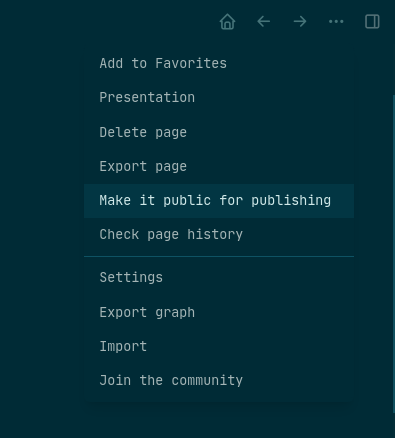 Add to Favorites
Presentation
Delete page
Export page
Make it public for publishing
Check page history
Settings
Export graph
Import
Join the community